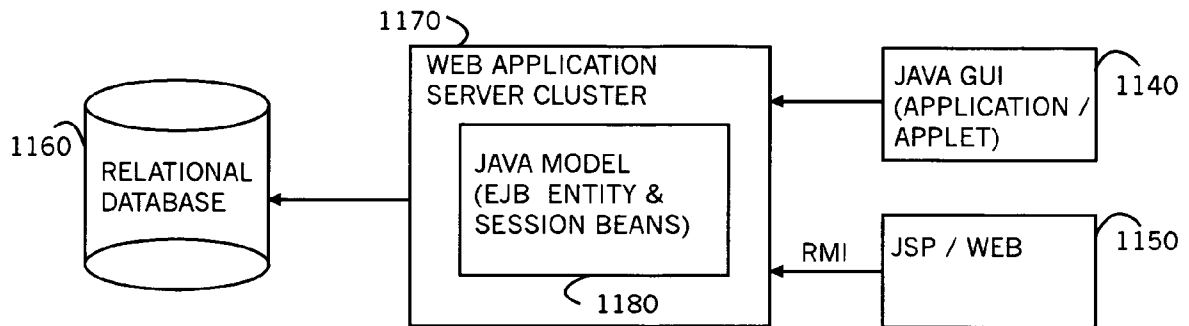 1170
WEB APPLICATION
SERVER CLUSTER
JAVA GUI
(APPLICATION /
APPLET)
1140
1160
RELATIONAL
DATABASE
JAVA MODEL
(EJB ENTITY &
SESSION BEANS)
1180
RMI
JSP / WEB
1150